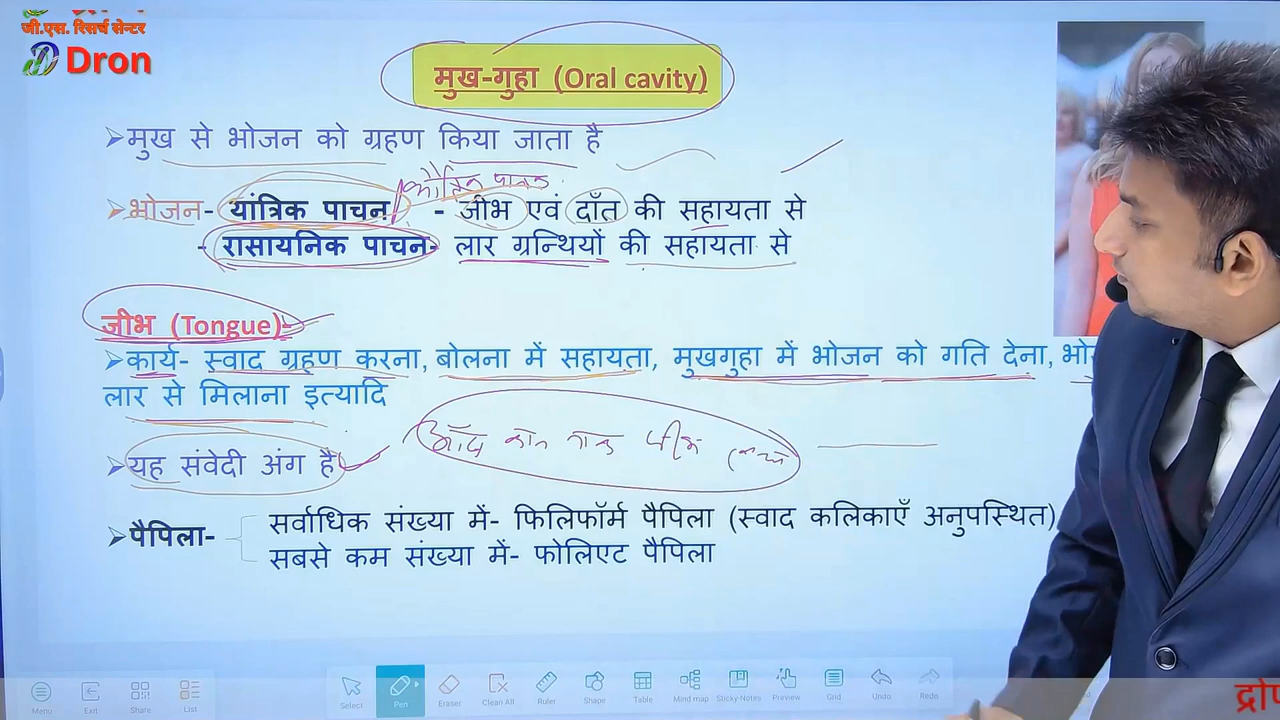 जी.एस. रिसर्च सेन्टर
Dron
मुख-गुहा (Oral cavity)
➢मुख से भोजन को ग्रहण किया जाता है
➢भोजन- यांत्रिक पाचन - जीभ एवं दाँत की सहायता से
- रासायनिक पाचन- लार ग्रन्थियों की सहायता से
जीभ (Tongue)-
➢कार्य- स्वाद ग्रहण करना, बोलना में सहायता, मुखगुहा में भोजन को गति देना,
लार से मिलाना इत्यादि
➢यह संवेदी अंग है
➢पैपिला-
सर्वाधिक संख्या में- फिलिफॉर्म पैपिला (स्वाद कलिकाएँ अनुपस्थित)
सबसे कम संख्या में- फोलिएट पैपिला
Menu Exit Share List Select Pen Eraser Clean All Ruler Shape Table Mind map Sticky-Notes Preview Grid Undo Redo